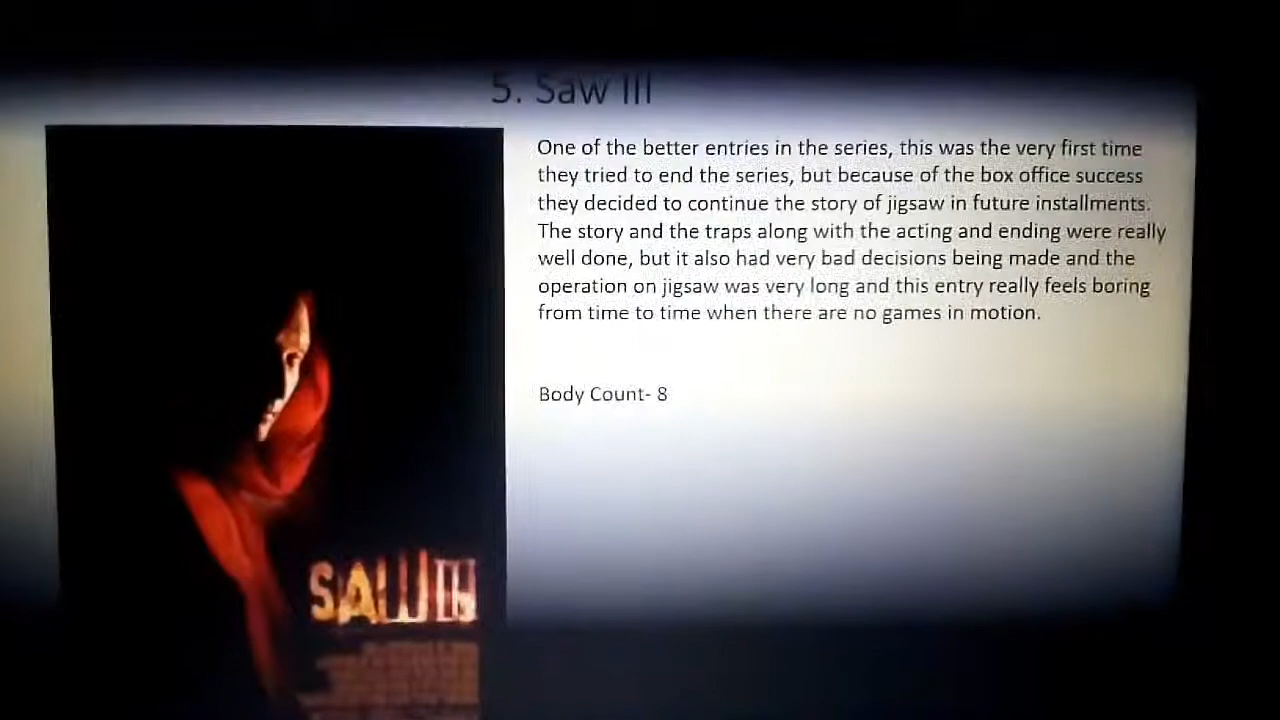 5. Saw III
One of the better entries in the series, this was the very first time
they tried to end the series, but because of the box office success
they decided to continue the story of jigsaw in future installments.
The story and the traps along with the acting and ending were really
well done, but it also had very bad decisions being made and the
operation on jigsaw was very long and this entry really feels boring
from time to time when there are no games in motion.
Body Count- 8
SAW III